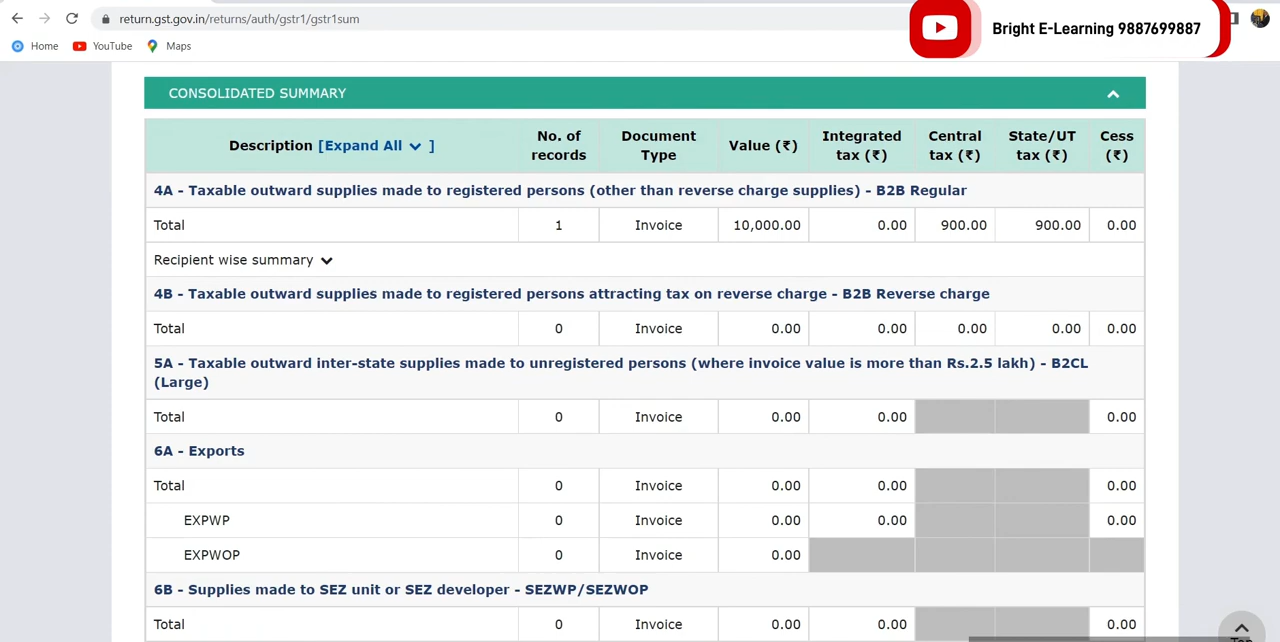 return.gst.gov.in/returns/auth/gstr1/gstr1sum
Bright E-Learning 9887699887
Home YouTube Maps
CONSOLIDATED SUMMARY
Description [Expand All ] No. of records Document Type Value (₹) Integrated tax (₹) Central tax (₹) State/UT tax (₹) Cess (₹)
4A - Taxable outward supplies made to registered persons (other than reverse charge supplies) - B2B Regular
Total 1 Invoice 10,000.00 0.00 900.00 900.00 0.00
Recipient wise summary
4B - Taxable outward supplies made to registered persons attracting tax on reverse charge - B2B Reverse charge
Total 0 Invoice 0.00 0.00 0.00 0.00 0.00
5A - Taxable outward inter-state supplies made to unregistered persons (where invoice value is more than Rs.2.5 lakh) - B2CL
(Large)
Total 0 Invoice 0.00 0.00 0.00
6A - Exports
Total 0 Invoice 0.00 0.00 0.00
EXPWP 0 Invoice 0.00 0.00 0.00
EXPWOP 0 Invoice 0.00
6B - Supplies made to SEZ unit or SEZ developer - SEZWP/SEZWOP
Total 0 Invoice 0.00 0.00 0.00
Top